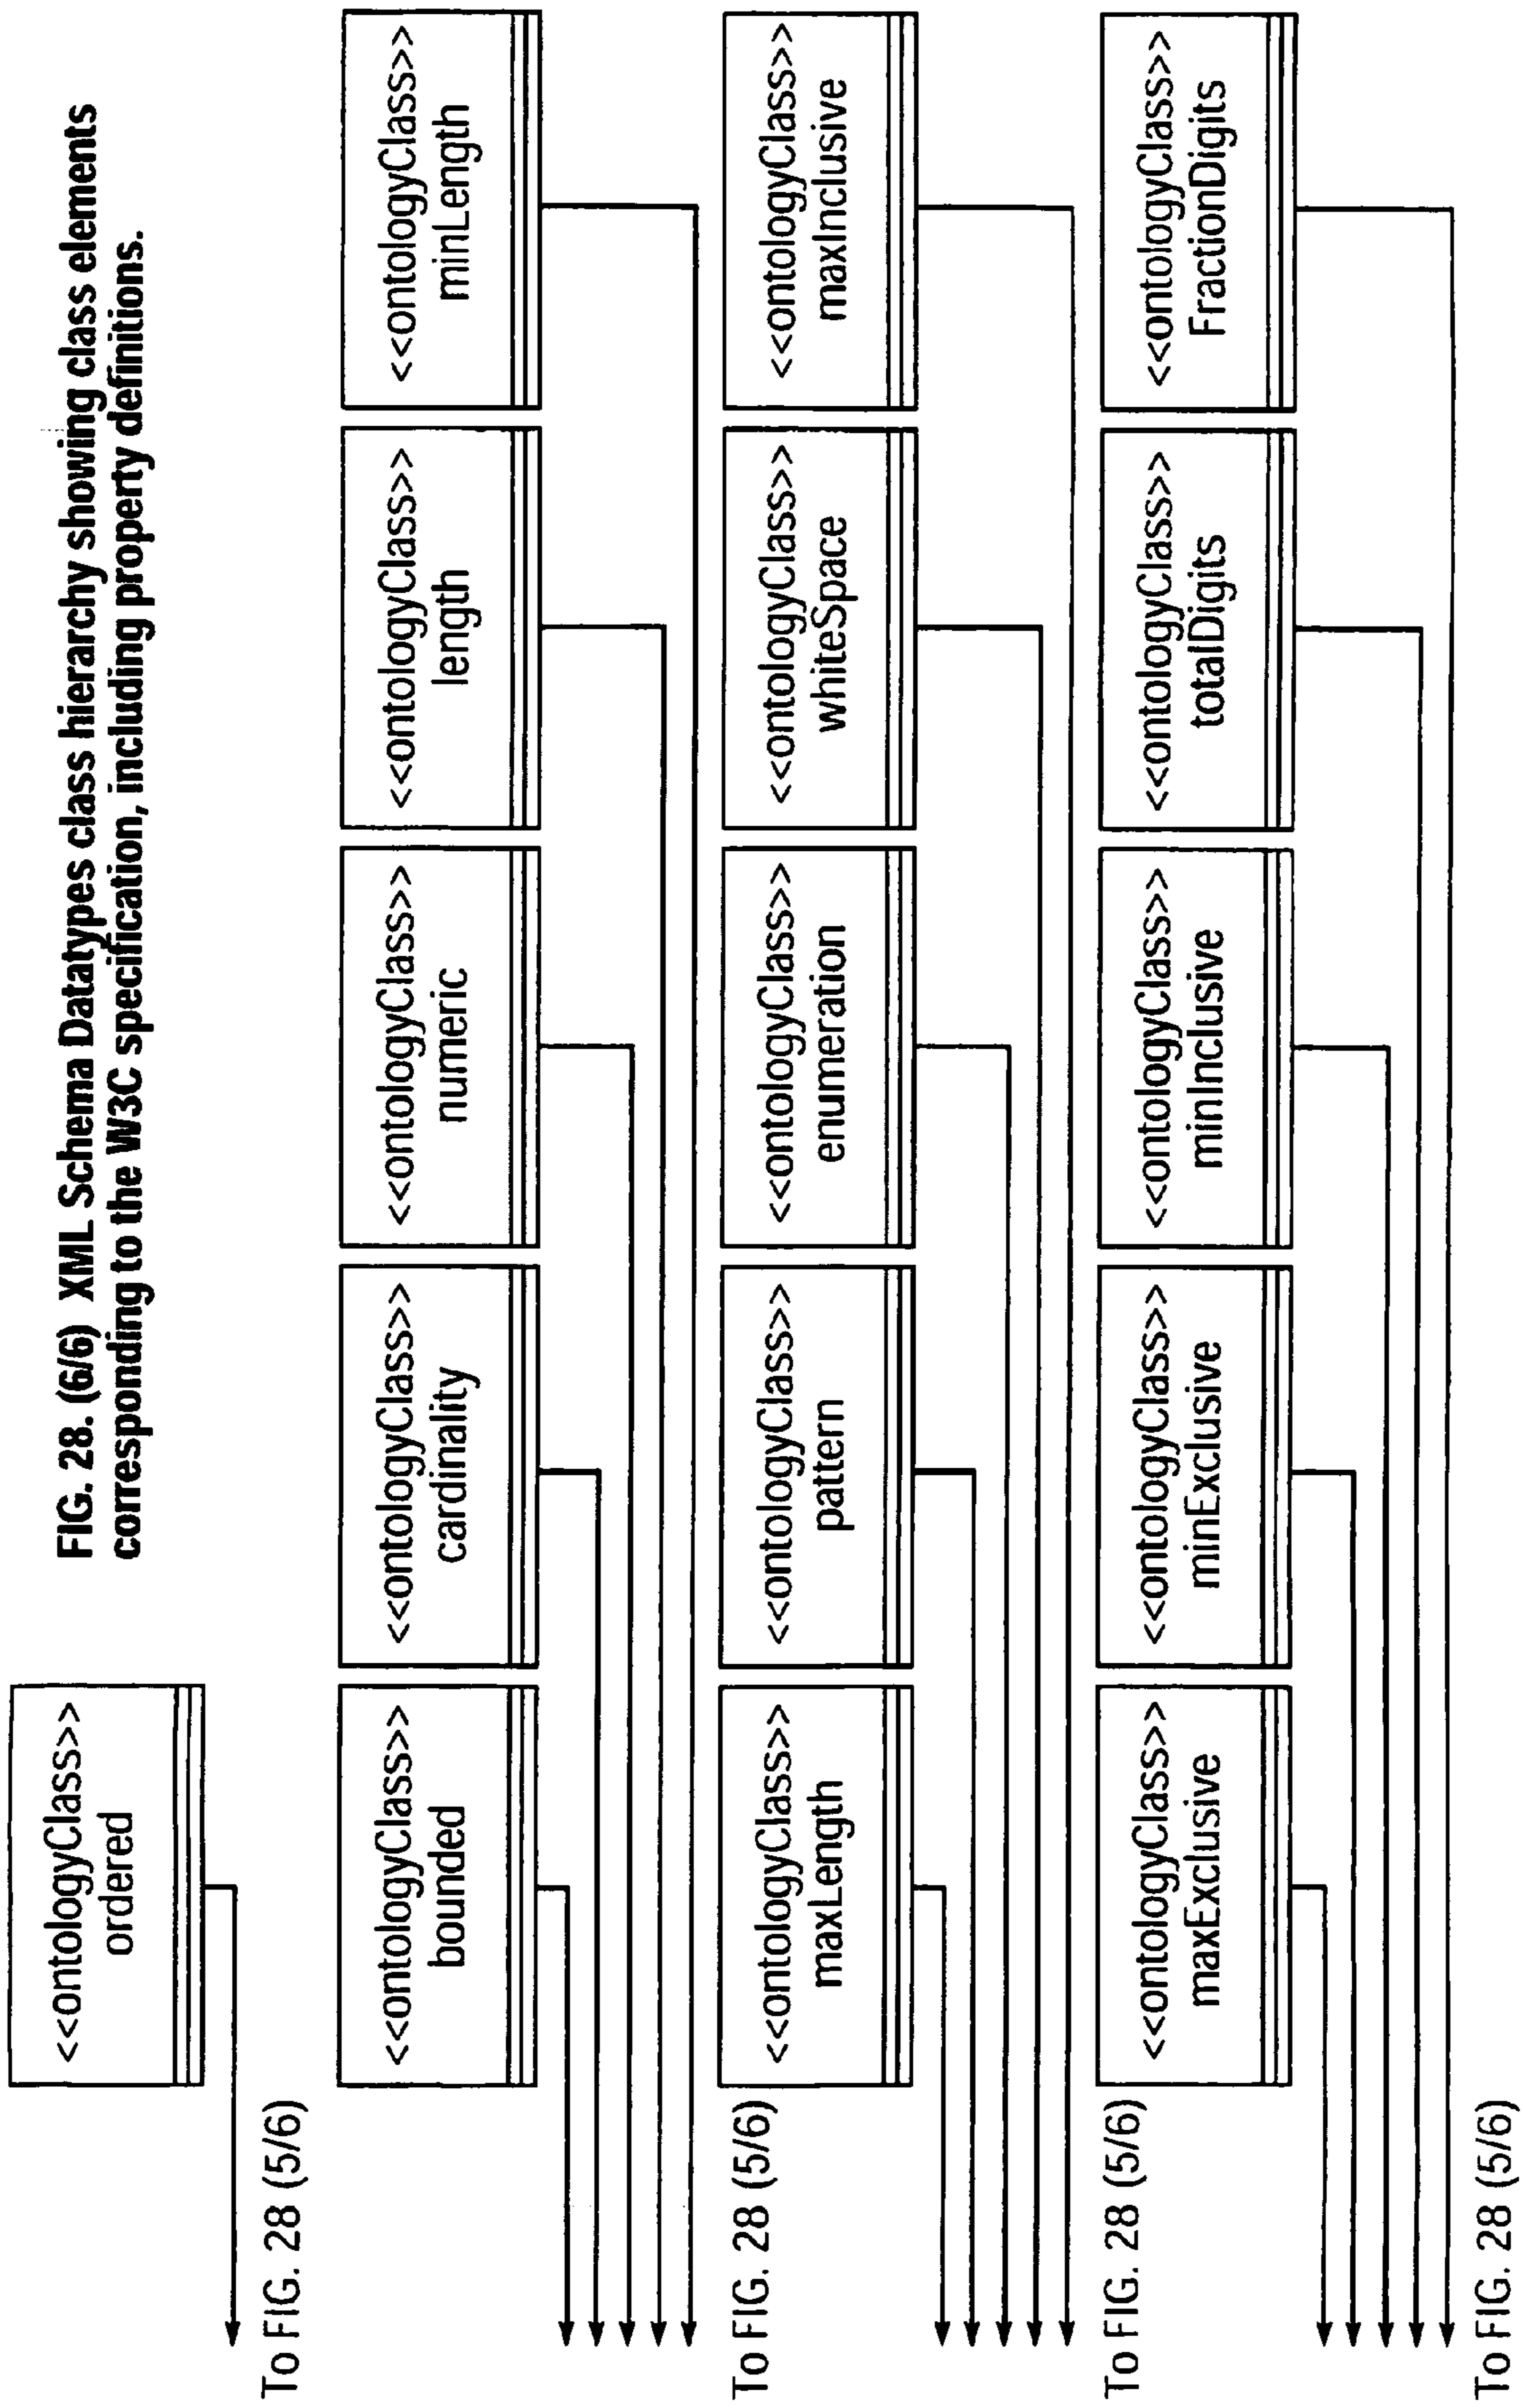 FIG. 28. (6/6) XML Schema Datatypes class hierarchy showing class elements
corresponding to the W3C specification, including property definitions.
<<ontologyClass>>
ordered
To FIG. 28 (5/6)
<<ontologyClass>>
bounded
<<ontologyClass>>
cardinality
<<ontologyClass>>
numeric
<<ontologyClass>>
length
<<ontologyClass>>
minLength
To FIG. 28 (5/6)
<<ontologyClass>>
maxLength
<<ontologyClass>>
pattern
<<ontologyClass>>
enumeration
<<ontologyClass>>
whiteSpace
<<ontologyClass>>
maxInclusive
To FIG. 28 (5/6)
<<ontologyClass>>
maxExclusive
<<ontologyClass>>
minExclusive
<<ontologyClass>>
minInclusive
<<ontologyClass>>
totalDigits
<<ontologyClass>>
FractionDigits
To FIG. 28 (5/6)